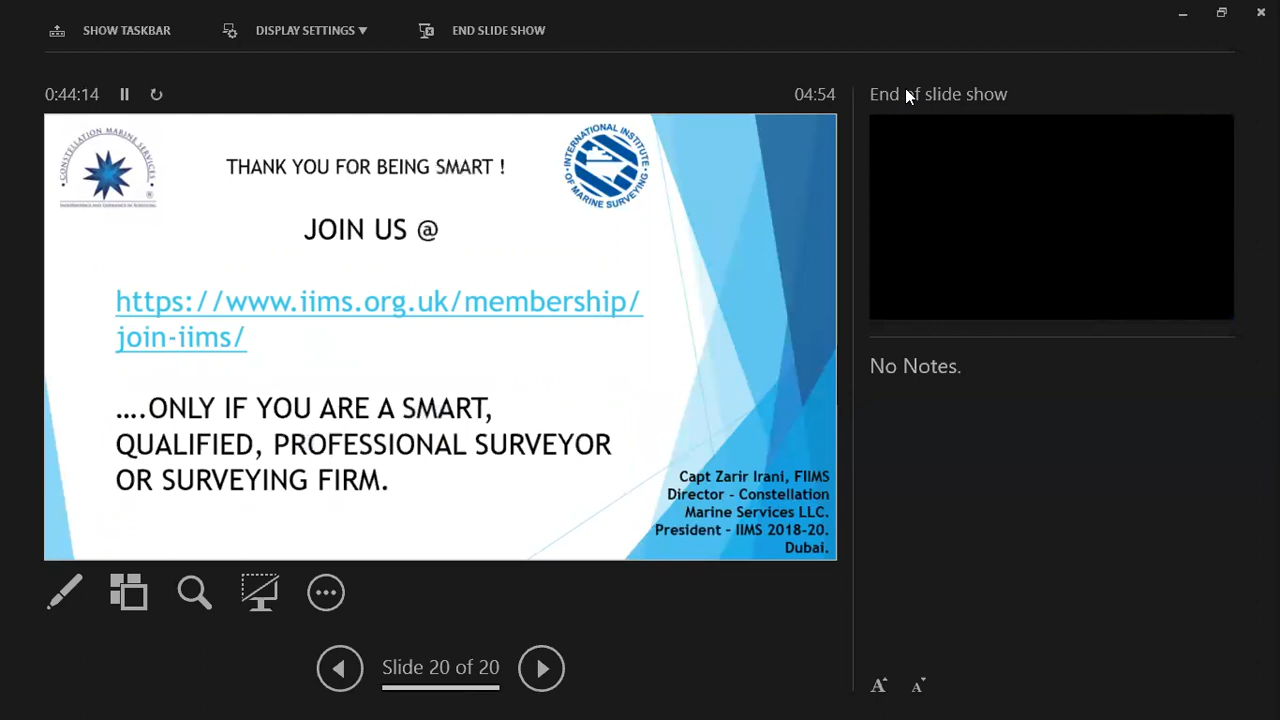 SHOW TASKBAR
DISPLAY SETTINGS ▾
END SLIDE SHOW
0:44:14
04:54
End of slide show
CONSTELLATION MARINE SERVICES
®
THANK YOU FOR BEING SMART !
INTERNATIONAL INSTITUTE
• OF MARINE SURVEYING •
JOIN US @
https://www.iims.org.uk/membership/
join-iims/
….ONLY IF YOU ARE A SMART,
QUALIFIED, PROFESSIONAL SURVEYOR
OR SURVEYING FIRM.
Capt Zarir Irani, FIIMS
Director – Constellation
Marine Services LLC.
President – IIMS 2018-20.
Dubai.
No Notes.
Slide 20 of 20
A A